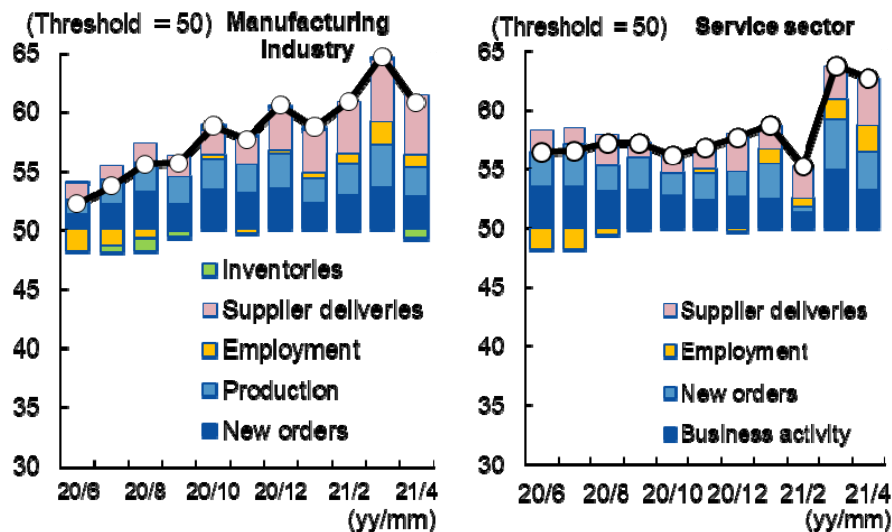 (Threshold = 50) Manufacturing
Industry
65
60
55
50
45
40
35
30
Inventories
Supplier deliveries
Employment
Production
New orders
20/6 20/8 20/10 20/12 21/2 21/4
(yy/mm)
(Threshold = 50) Service sector
65
60
55
50
45
40
35
30
Supplier deliveries
Employment
New orders
Business activity
20/6 20/8 20/10 20/12 21/2 21/4
(yy/mm)